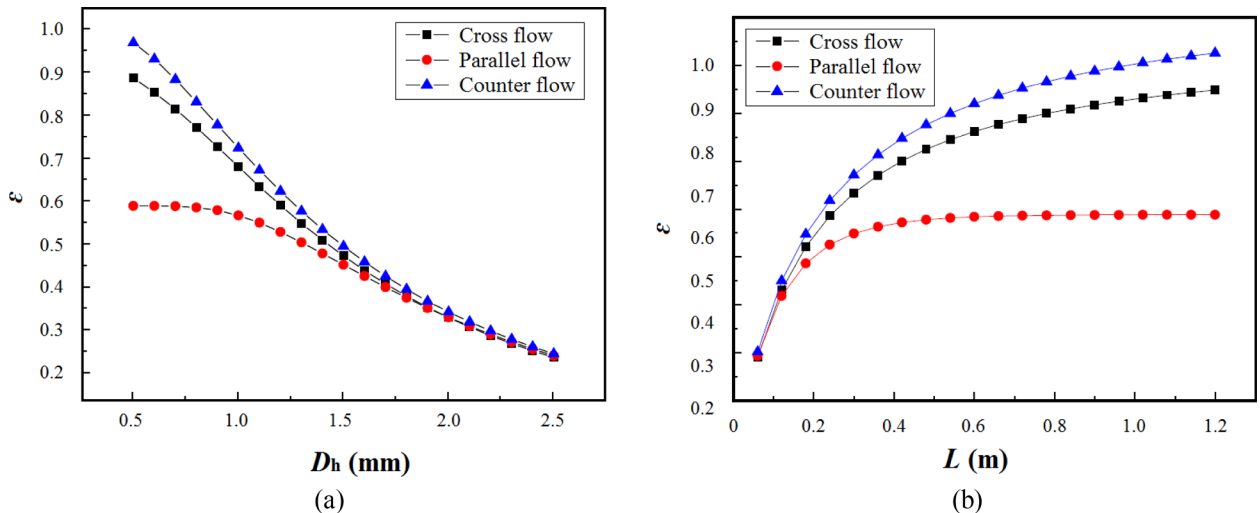 Cross flow
Parallel flow
Counter flow
1.0
0.9
0.8
0.7
0.6
0.5
0.4
0.3
0.2
ε
0.5 1.0 1.5 2.0 2.5
Dh (mm)
(a)
Cross flow
Parallel flow
Counter flow
1.0
0.9
0.8
0.7
0.6
0.5
0.4
0.3
0.2
ε
0 0.2 0.4 0.6 0.8 1.0 1.2
L (m)
(b)